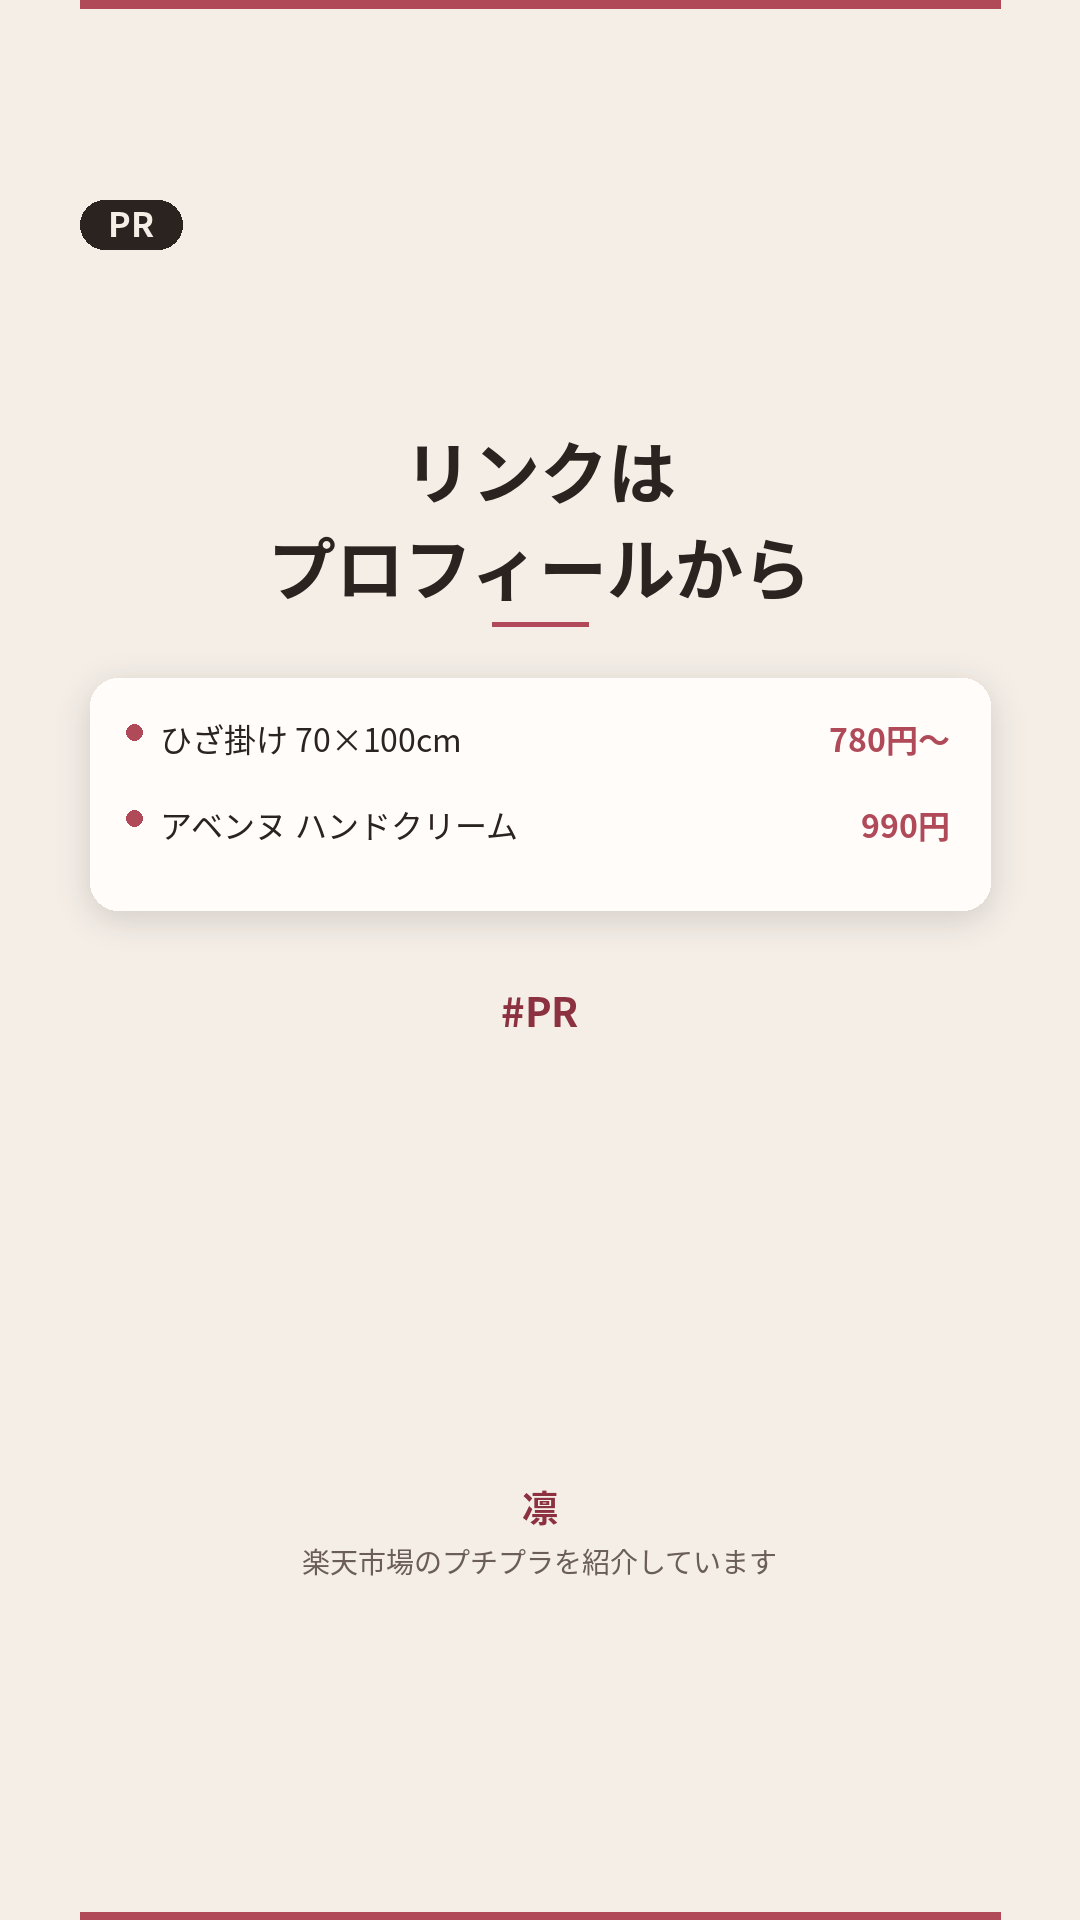 PR
リンクは
プロフィールから
ひざ掛け 70×100cm 780円〜
アベンヌ ハンドクリーム 990円
#PR
凛
楽天市場のプチプラを紹介しています